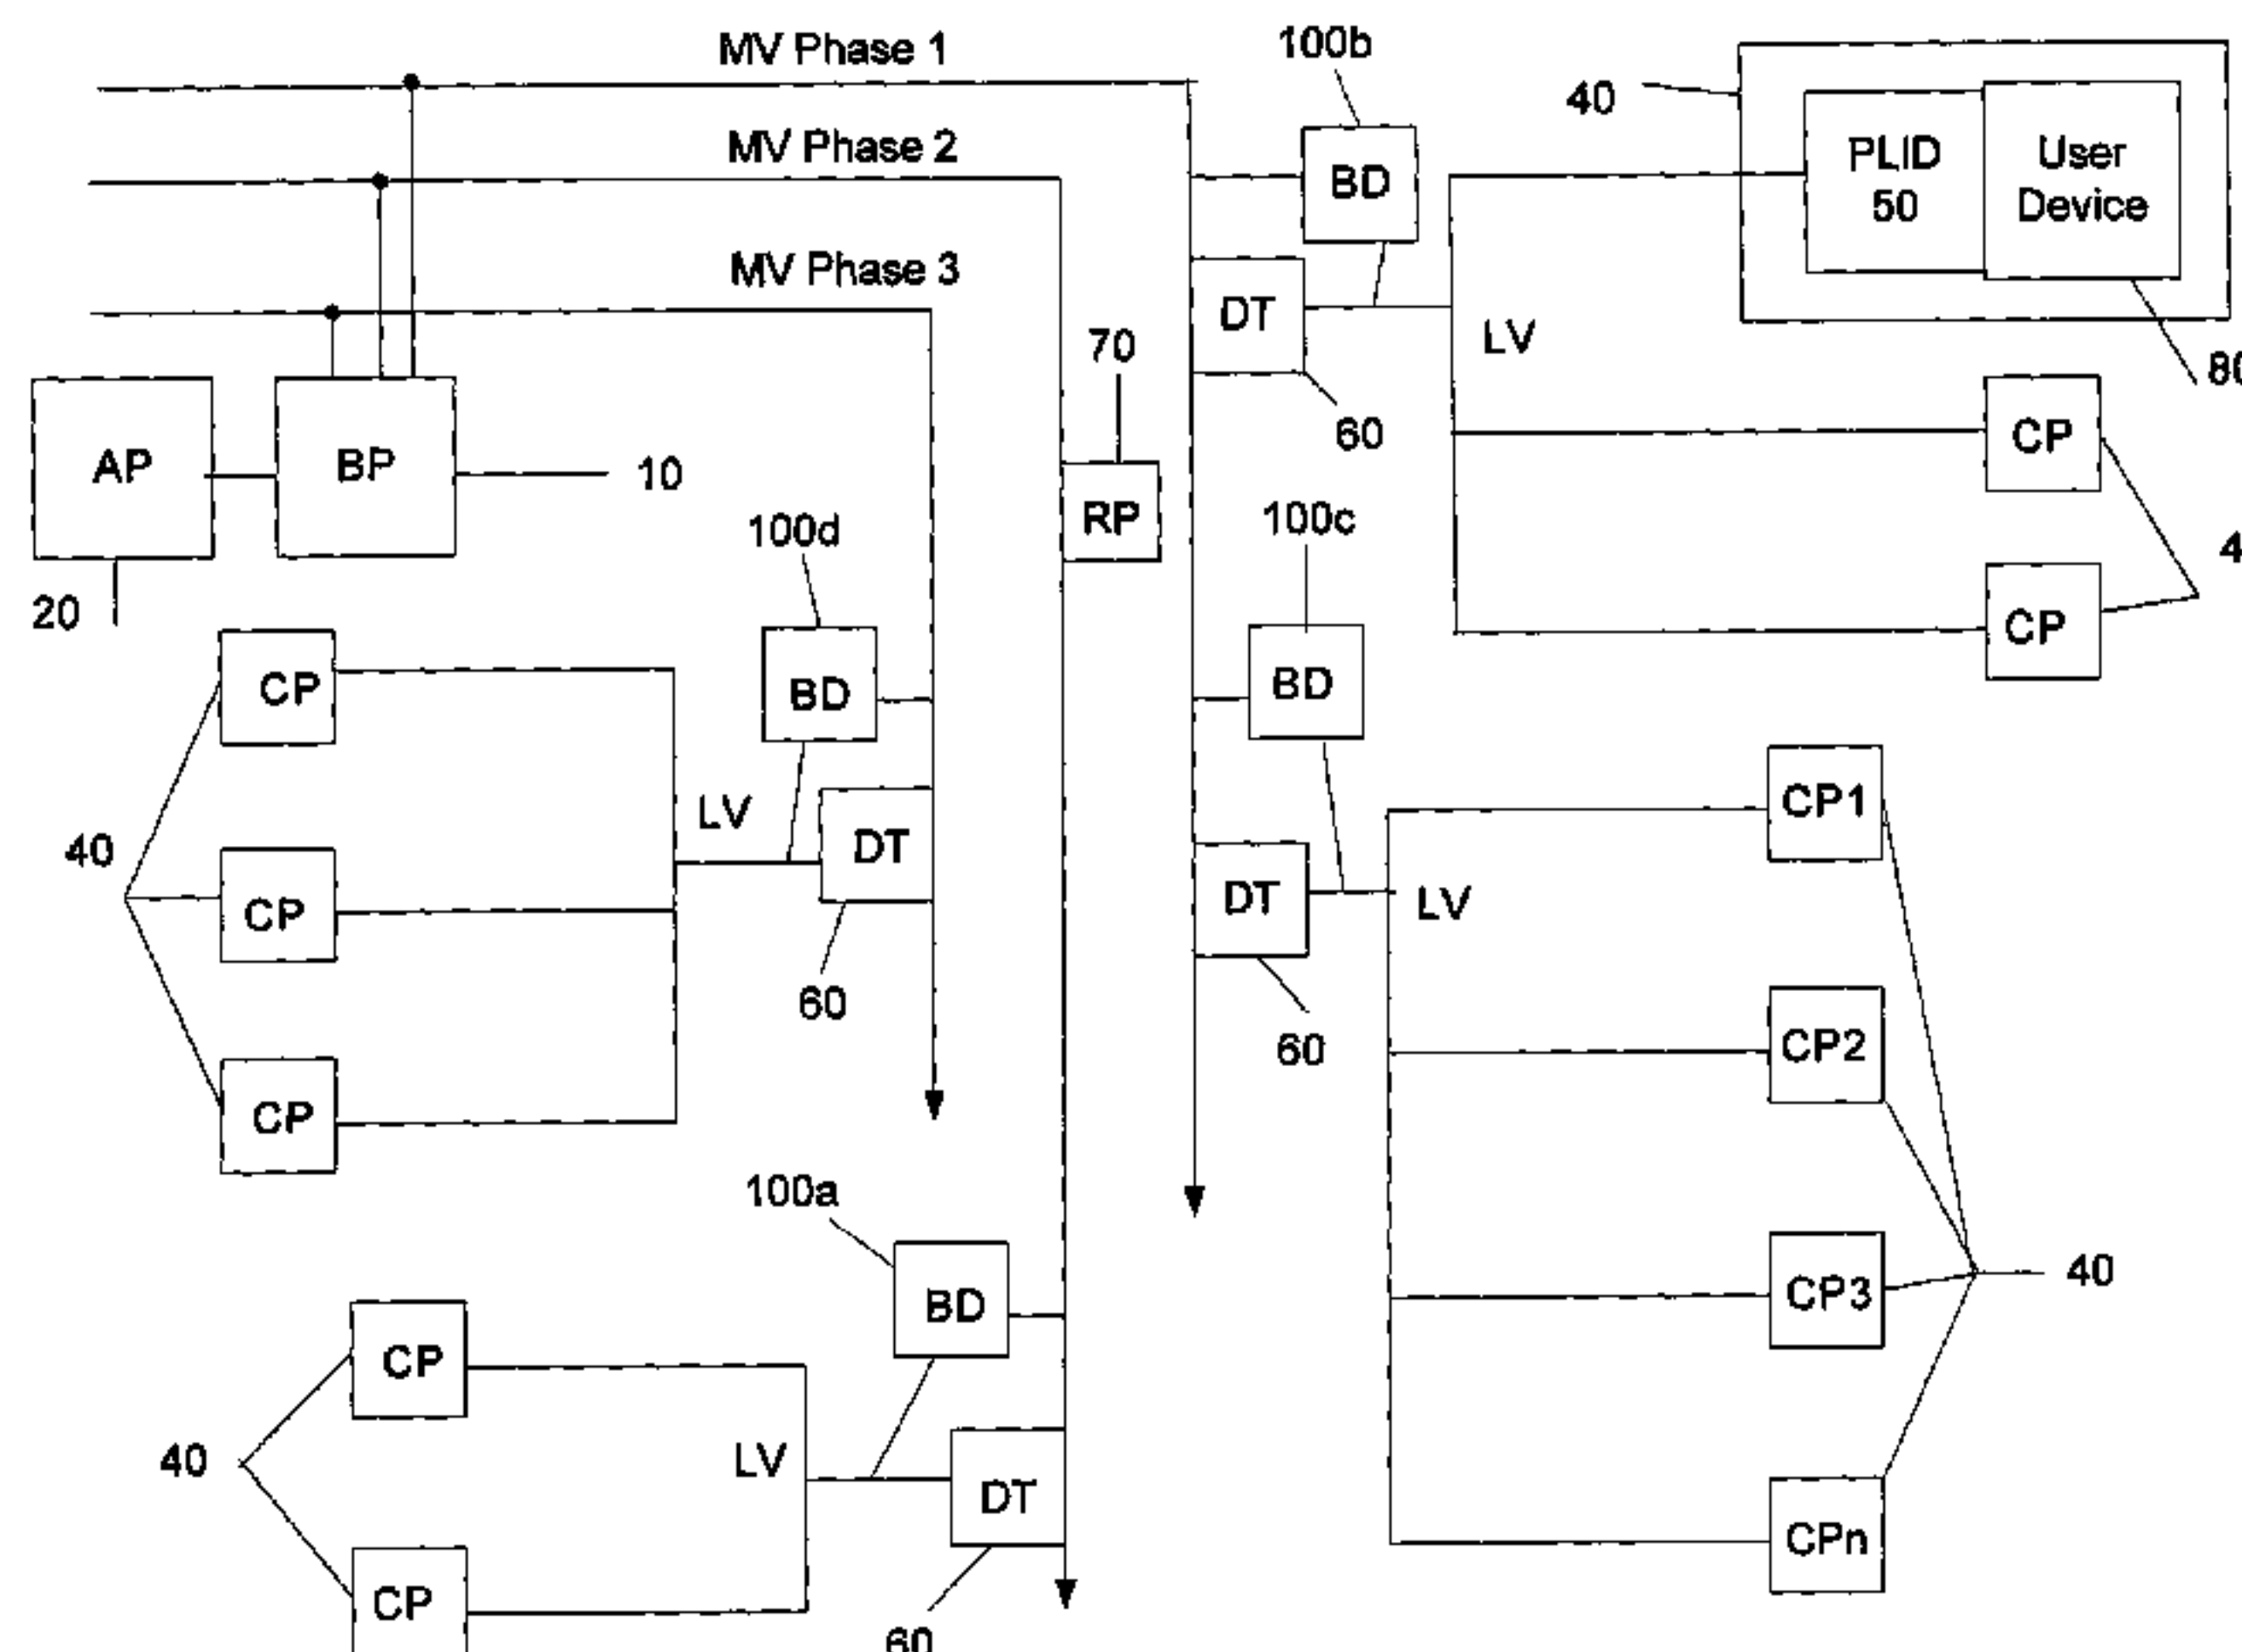 MV Phase 1
100b
40
MV Phase 2
PLID
50
User
Device
BD
MV Phase 3
DT
LV
70
80
60
AP
BP
10
CP
RP
100d
100c
20
CP
CP
BD
BD
LV
CP1
40
DT
DT
LV
CP
60
60
CP2
CP
100a
BD
CP3
40
CP
40
LV
DT
CPn
CP
60